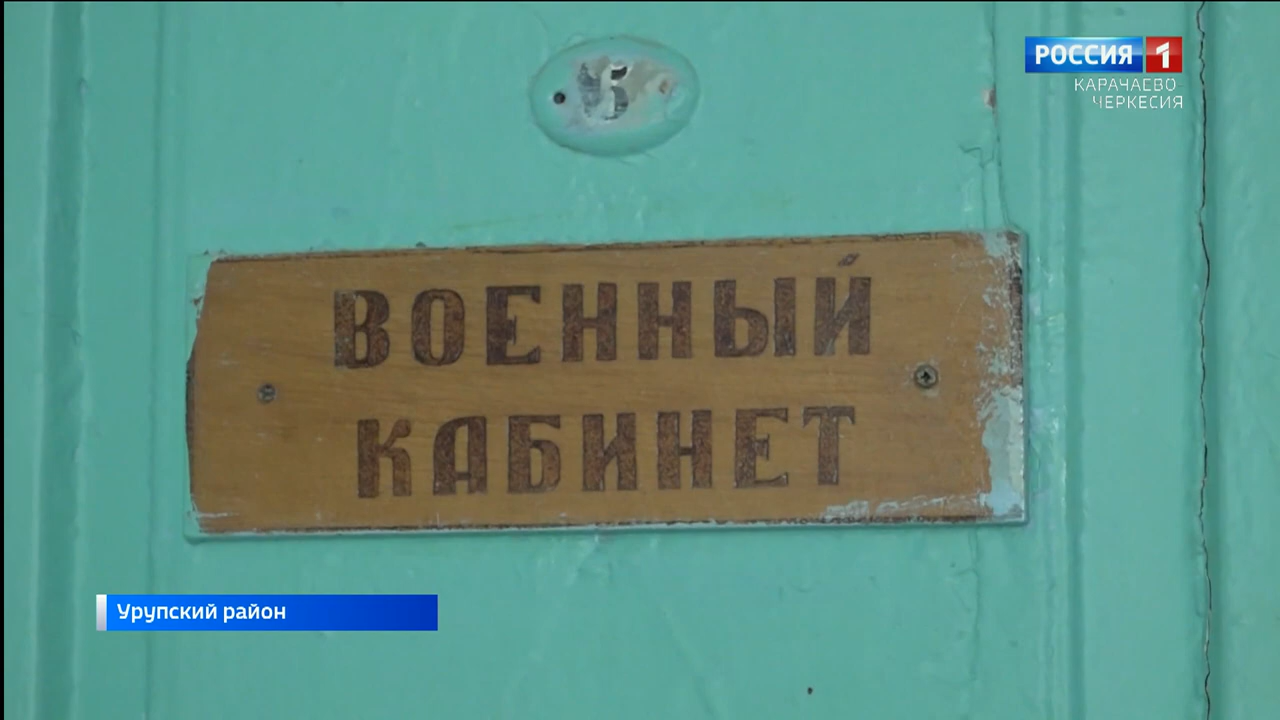 РОССИЯ 1
КАРАЧАЕВО
ЧЕРКЕСИЯ
ВОЕННЫЙ
КАБИНЕТ
Урупский район